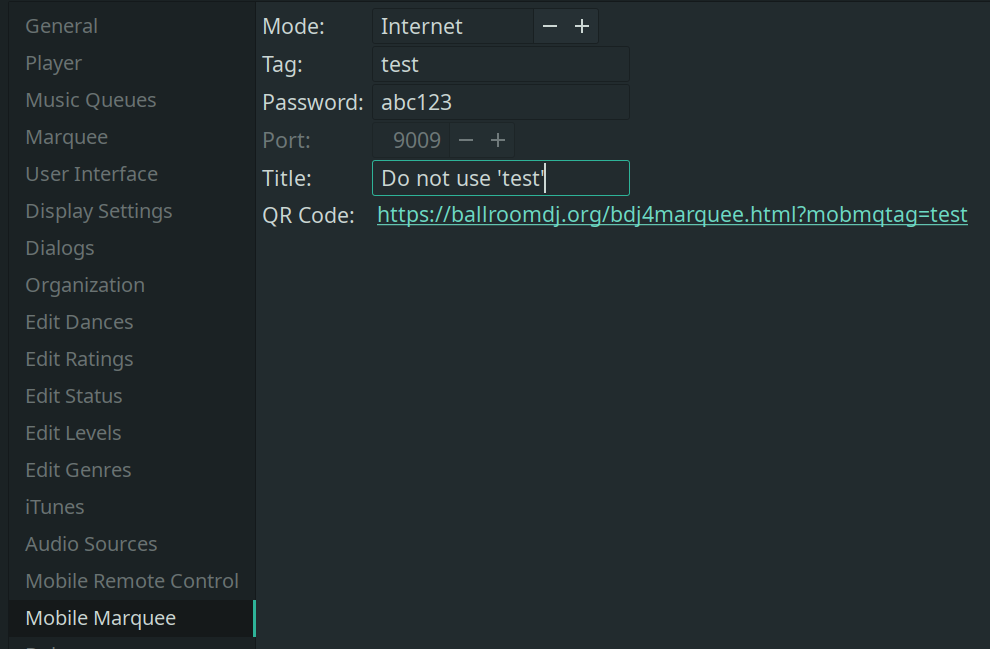 General
Player
Music Queues
Marquee
User Interface
Display Settings
Dialogs
Organization
Edit Dances
Edit Ratings
Edit Status
Edit Levels
Edit Genres
iTunes
Audio Sources
Mobile Remote Control
Mobile Marquee
Mode: Internet − +
Tag: test
Password: abc123
Port: 9009 − +
Title: Do not use 'test'
QR Code: https://ballroomdj.org/bdj4marquee.html?mobmqtag=test